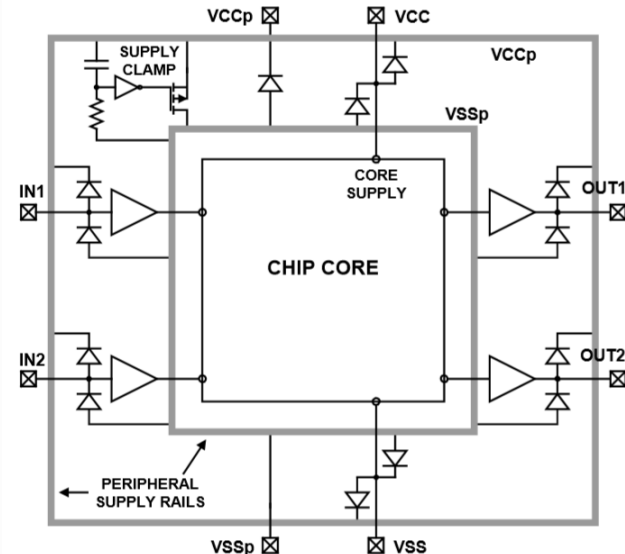 VCCp
VCC
SUPPLY
CLAMP
VCCp
VSSp
CORE
SUPPLY
IN1
OUT1
CHIP CORE
IN2
OUT2
PERIPHERAL
SUPPLY RAILS
VSSp
VSS